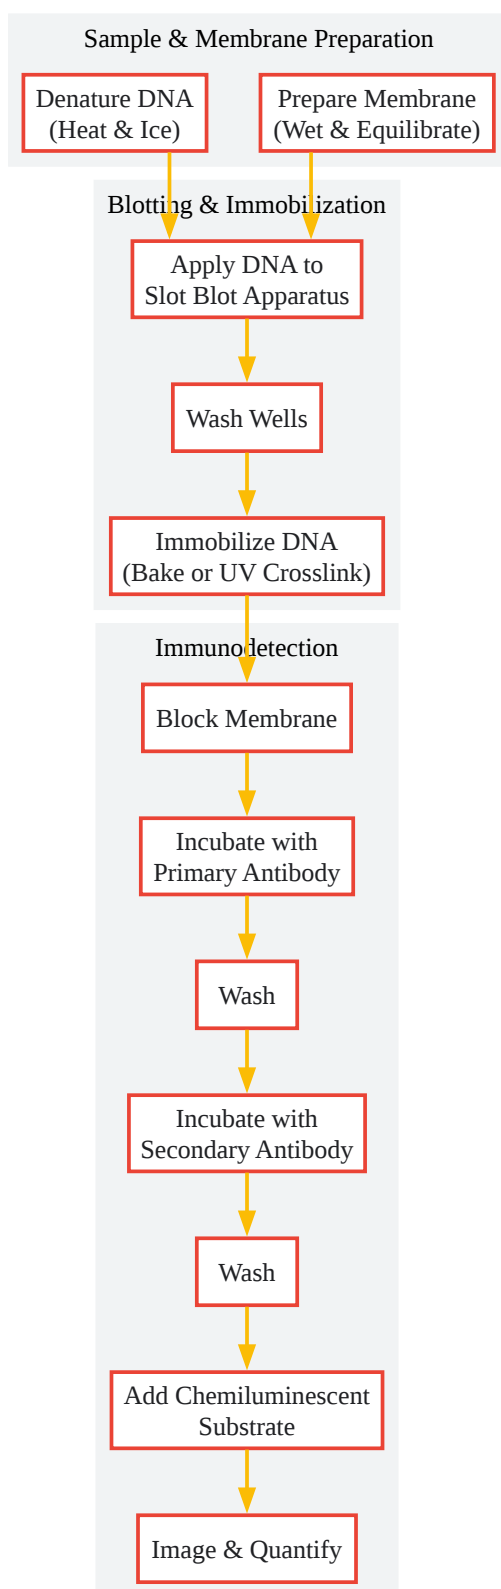 Sample & Membrane Preparation
Denature DNA
(Heat & Ice)
Prepare Membrane
(Wet & Equilibrate)
Blotting & Immobilization
Apply DNA to
Slot Blot Apparatus
Wash Wells
Immobilize DNA
(Bake or UV Crosslink)
Immunodetection
Block Membrane
Incubate with
Primary Antibody
Wash
Incubate with
Secondary Antibody
Wash
Add Chemiluminescent
Substrate
Image & Quantify